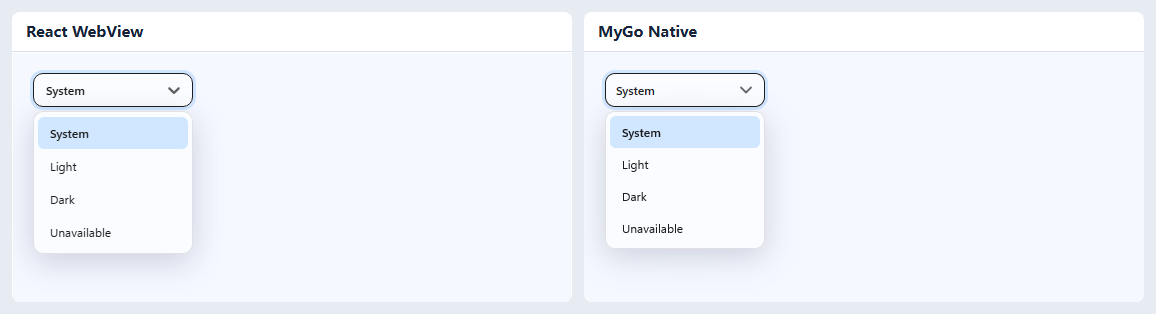 React WebView
System
System
Light
Dark
Unavailable
MyGo Native
System
System
Light
Dark
Unavailable